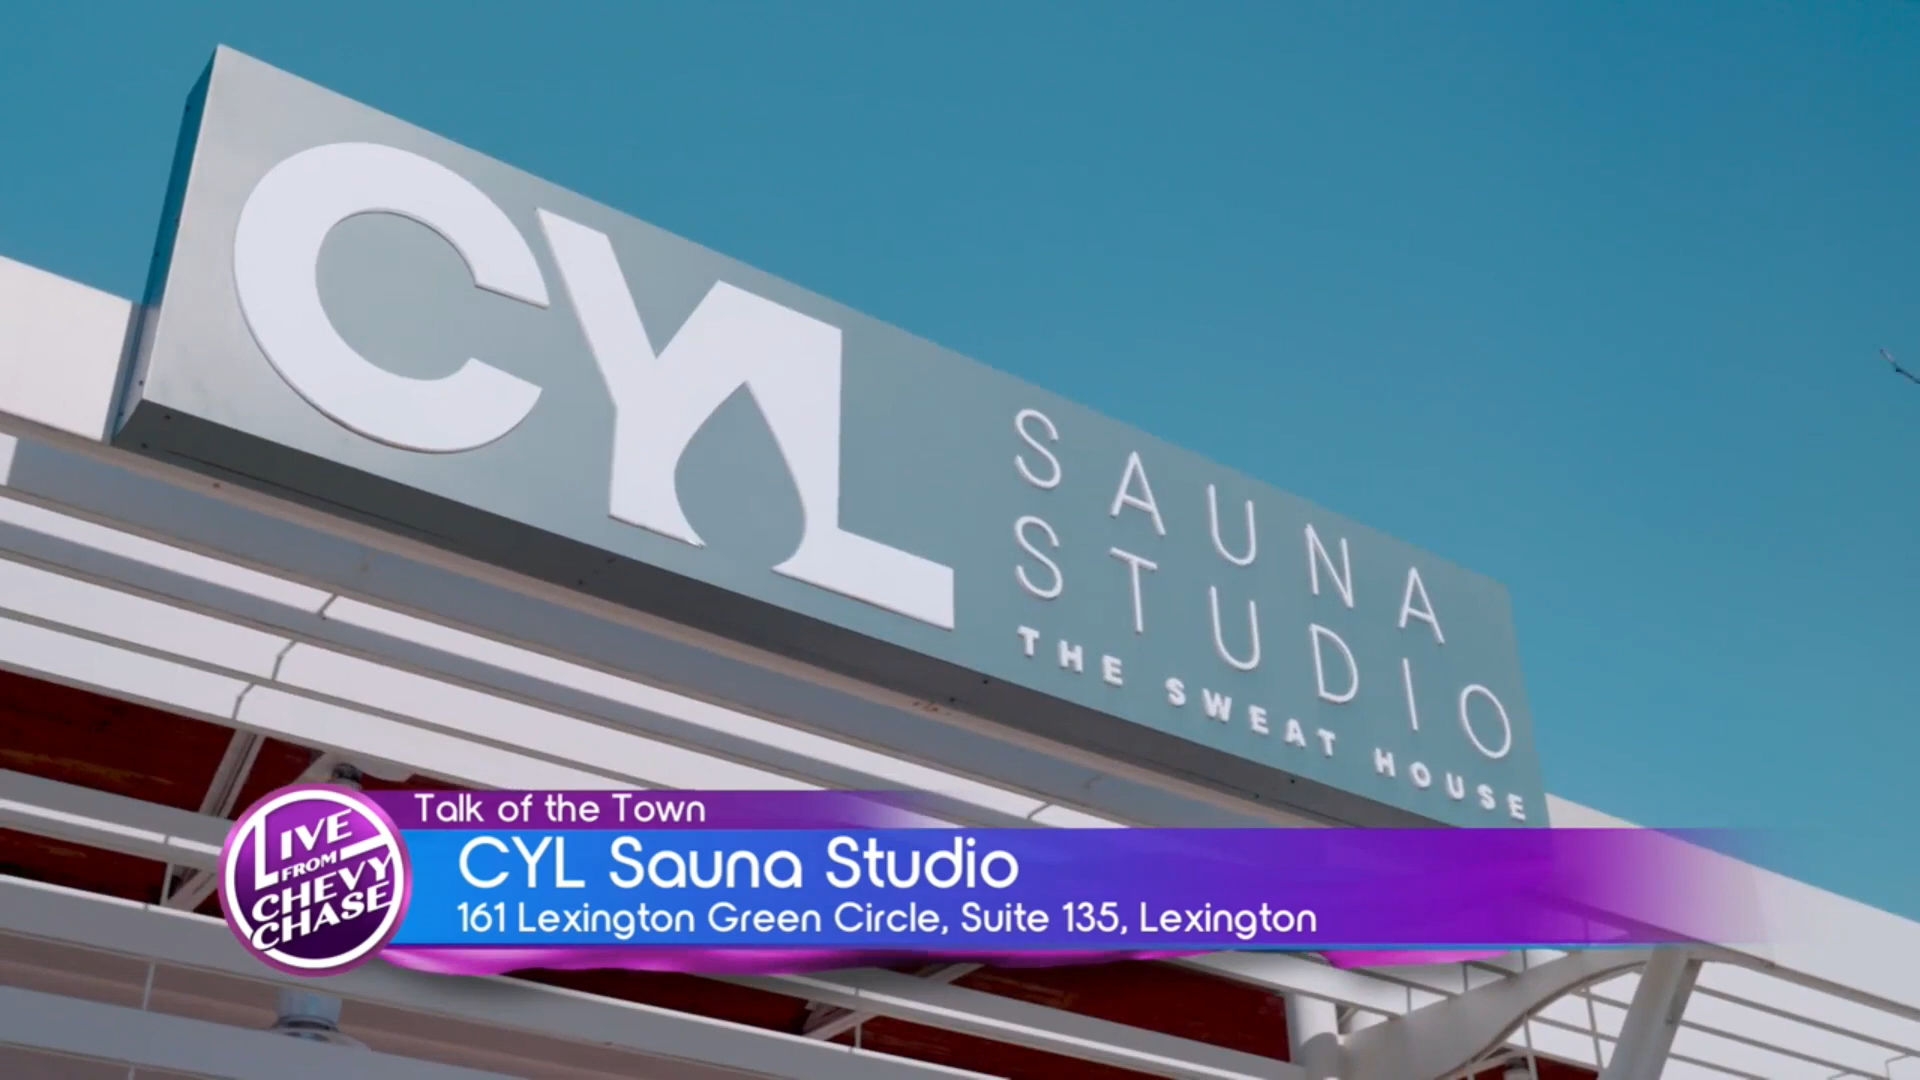 CYL
SAUNA
STUDIO
THE SWEAT HOUSE
Talk of the Town
CYL Sauna Studio
161 Lexington Green Circle, Suite 135, Lexington
LIVE
FROM
CHEVY
CHASE